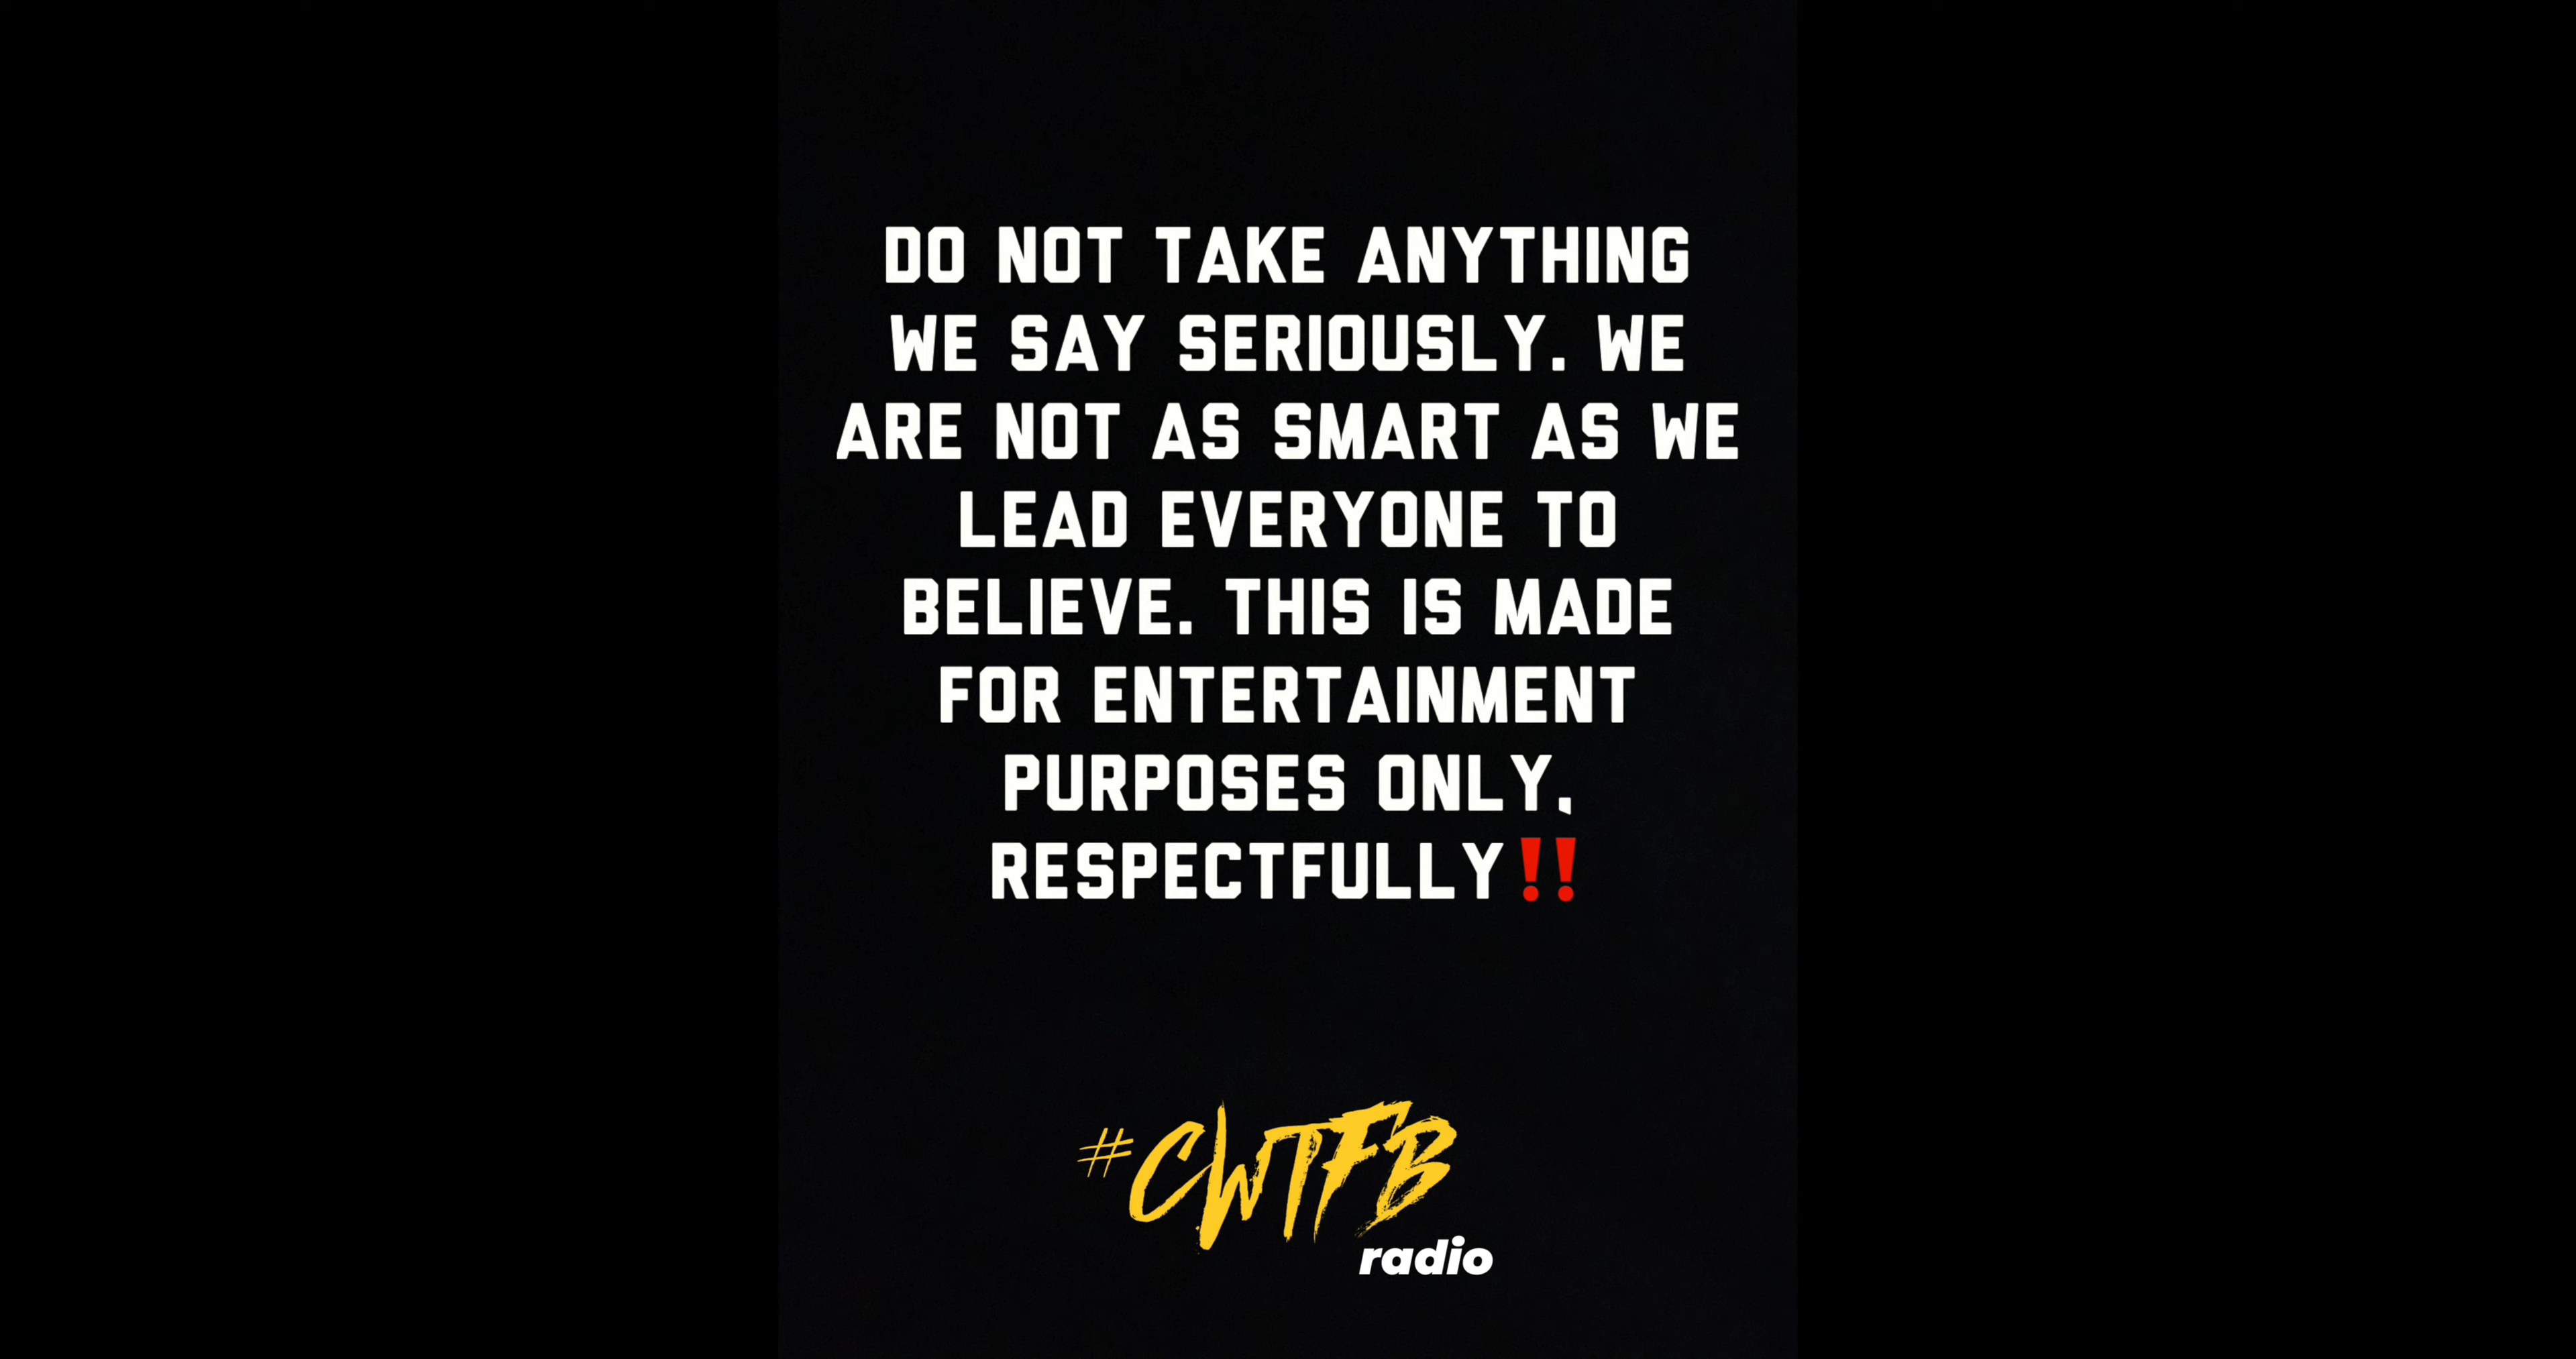 DO NOT TAKE ANYTHING
WE SAY SERIOUSLY. WE
ARE NOT AS SMART AS WE
LEAD EVERYONE TO
BELIEVE. THIS IS MADE
FOR ENTERTAINMENT
PURPOSES ONLY,
RESPECTFULLY‼️
#CWTFB
radio